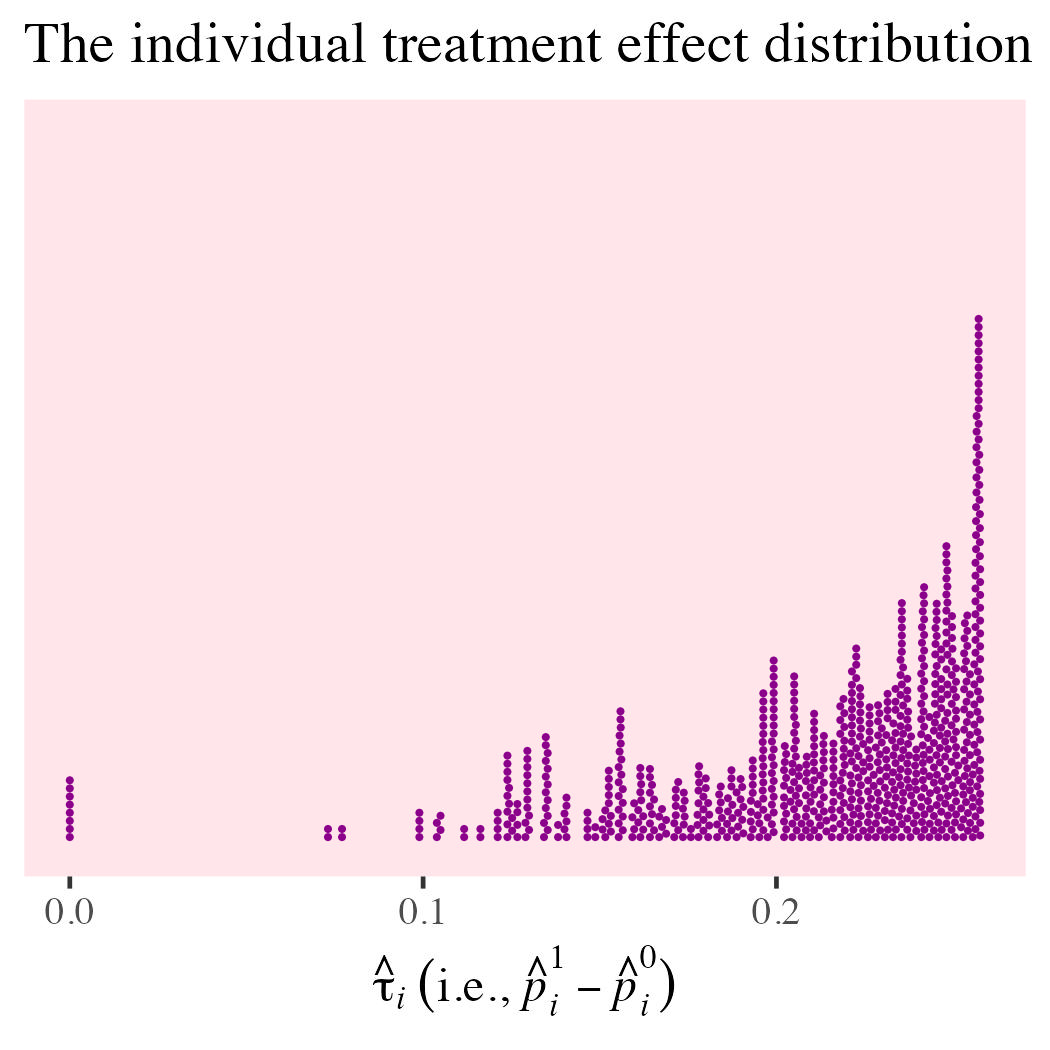 The individual treatment effect distribution
0.0 0.1 0.2
τ̂ᵢ (i.e., p̂ᵢ¹ − p̂ᵢ⁰)